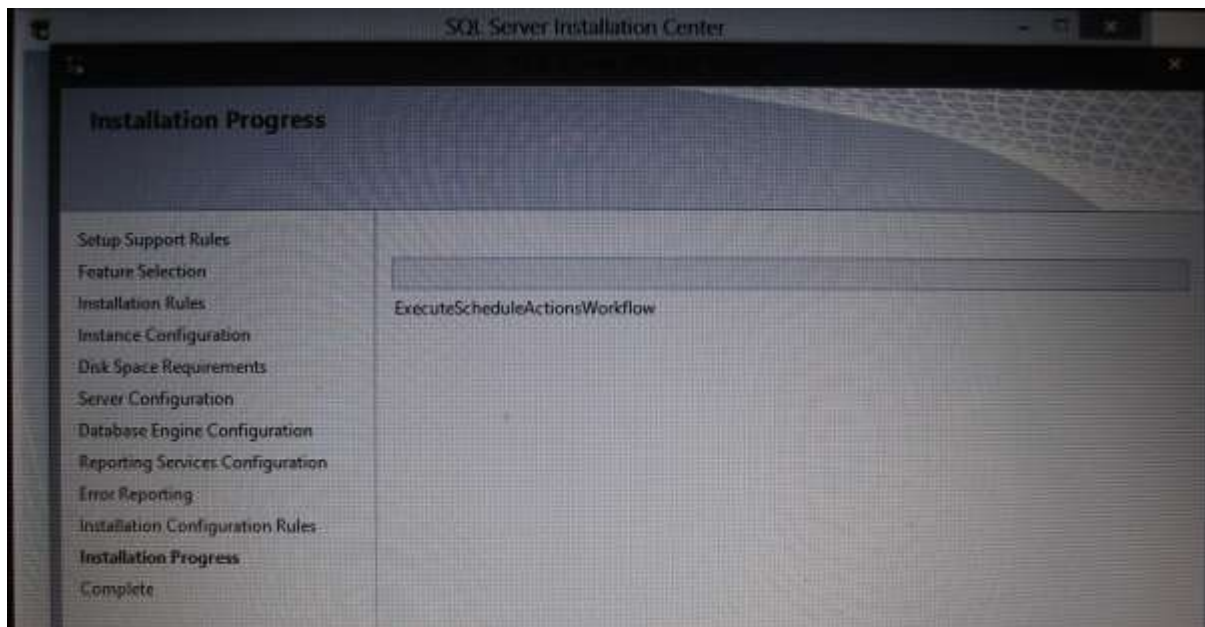 SQL Server Installation Center
Installation Progress
Setup Support Rules
Feature Selection
Installation Rules
Instance Configuration
Disk Space Requirements
Server Configuration
Database Engine Configuration
Reporting Services Configuration
Error Reporting
Installation Configuration Rules
Installation Progress
Complete
ExecuteScheduleActionsWorkflow